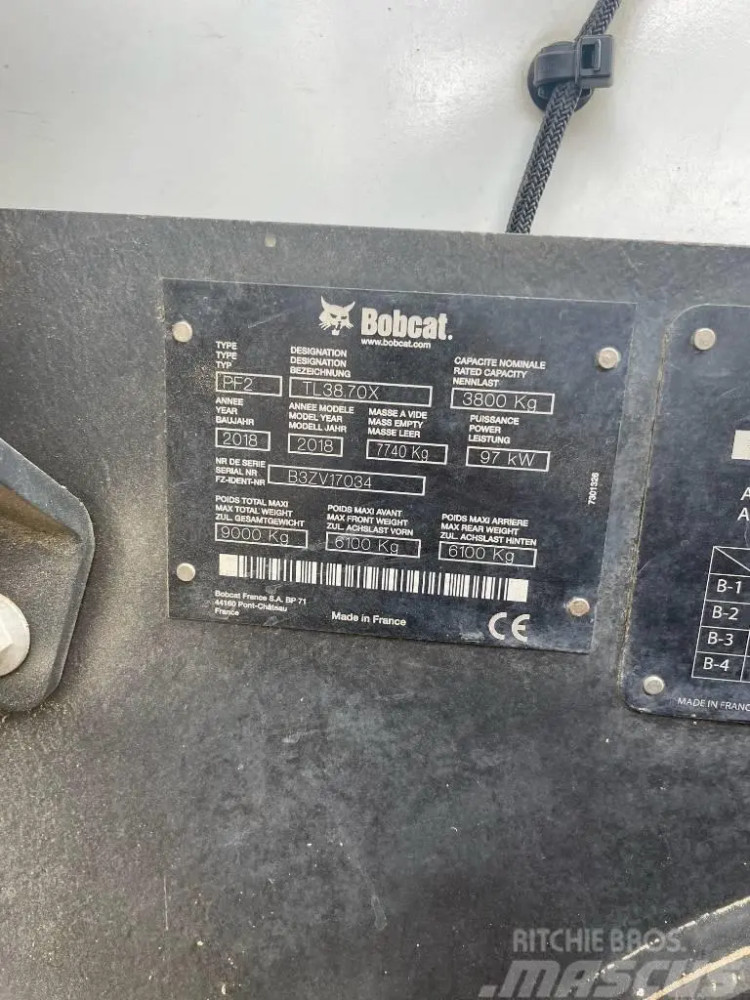 Bobcat.
www.bobcat.com
TYPE
TYPE
TYP
PF2
DESIGNATION
DESIGNATION
BEZEICHNUNG
TL38.70X
CAPACITE NOMINALE
RATED CAPACITY
NENNLAST
3800 Kg
ANNEE
YEAR
BAUJAHR
2018
ANNEE MODELE
MODEL YEAR
MODELL JAHR
2018
MASSE A VIDE
MASS EMPTY
MASSE LEER
7740 Kg
PUISSANCE
POWER
LEISTUNG
97 kW
NR DE SERIE
SERIAL NR
FZ-IDENT-NR
B3ZV17034
POIDS TOTAL MAXI
MAX TOTAL WEIGHT
ZUL. GESAMTGEWICHT
9000 Kg
POIDS MAXI AVANT
MAX FRONT WEIGHT
ZUL. ACHSLAST VORN
6100 Kg
POIDS MAXI ARRIERE
MAX REAR WEIGHT
ZUL. ACHSLAST HINTEN
6100 Kg
7301326
Bobcat France S.A. BP 71
44160 Pont-Château
France
Made in France
CE
A
A
(
B-1
B-2
B-3
B-4
MADE IN FRANC
RITCHIE BROS.
MASCUS